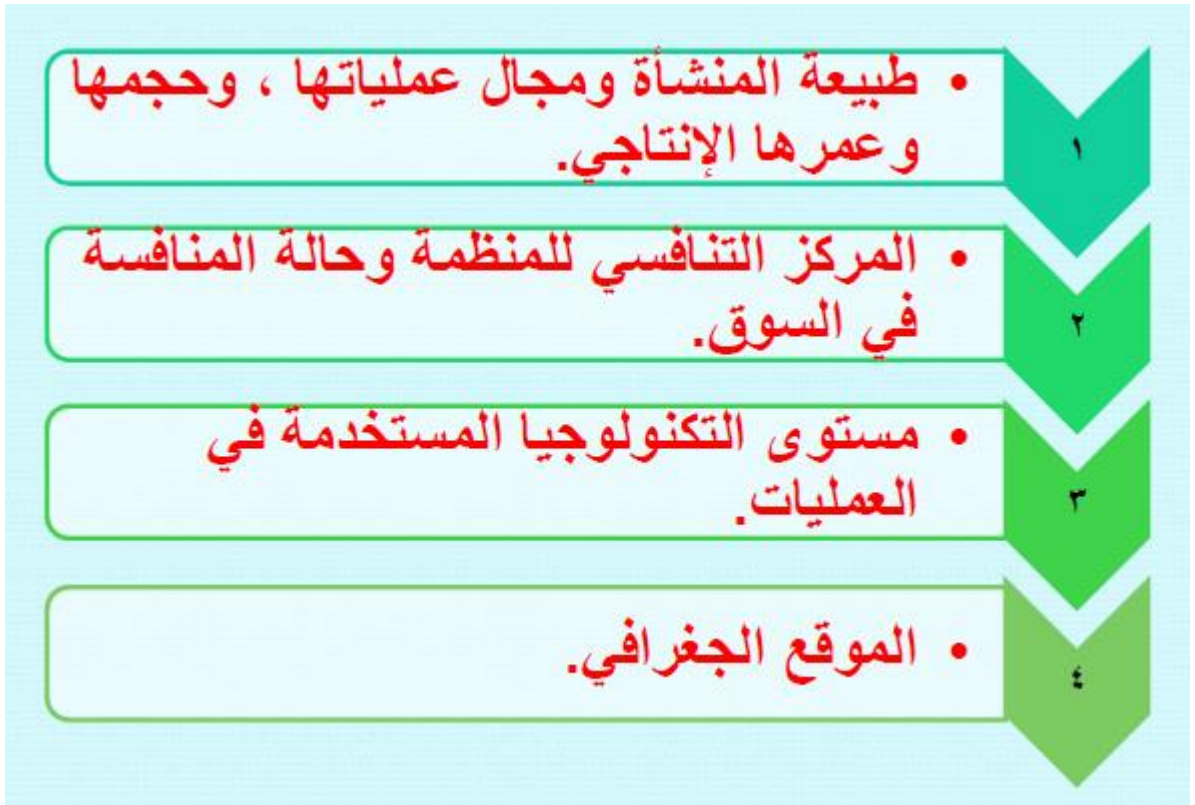 • طبيعة المنشأة ومجال عملياتها ، وحجمها
وعمرها الإنتاجي.
١
• المركز التنافسي للمنظمة وحالة المنافسة
في السوق.
٢
• مستوى التكنولوجيا المستخدمة في
العمليات.
٣
• الموقع الجغرافي.
٤